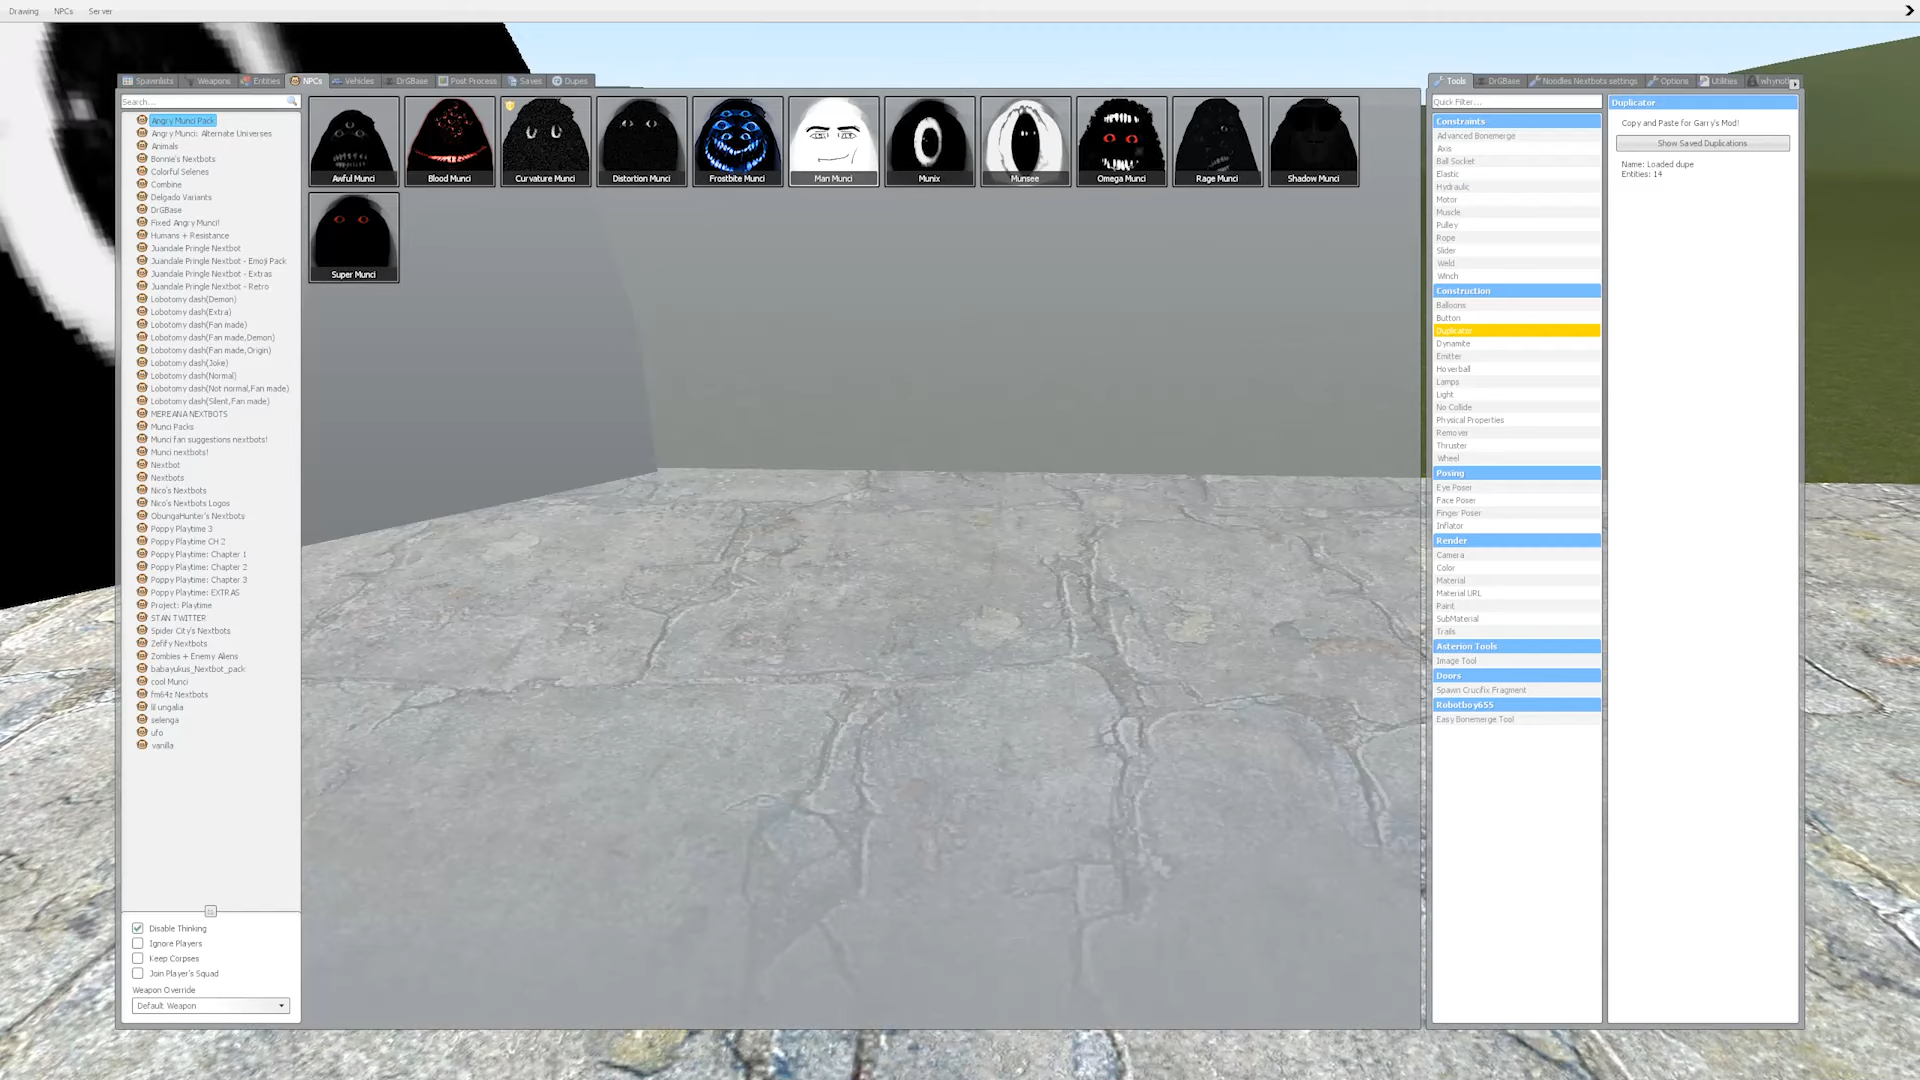 Drawing NPCs Server
Spawnlists Weapons Entities NPCs Vehicles DrGBase Post Process Saves Dupes
Search...
Angry Munci Pack
Angry Munci: Alternate Universes
Animals
Bonnie's Nextbots
Colorful Selenes
Combine
Delgado Variants
DrGBase
Fixed Angry Munci!
Humans + Resistance
Juandale Pringle Nextbot
Juandale Pringle Nextbot - Emoji Pack
Juandale Pringle Nextbot - Extras
Juandale Pringle Nextbot - Retro
Lobotomy dash(Demon)
Lobotomy dash(Extra)
Lobotomy dash(Fan made)
Lobotomy dash(Fan made,Demon)
Lobotomy dash(Fan made,Origin)
Lobotomy dash(Joke)
Lobotomy dash(Normal)
Lobotomy dash(Not normal,Fan made)
Lobotomy dash(Silent,Fan made)
MEREANA NEXTBOTS
Munci Packs
Munci fan suggestions nextbots!
Munci nextbots!
Nextbot
Nextbots
Nico's Nextbots
Nico's Nextbots Logos
ObungaHunter's Nextbots
Poppy Playtime 3
Poppy Playtime CH 2
Poppy Playtime: Chapter 1
Poppy Playtime: Chapter 2
Poppy Playtime: Chapter 3
Poppy Playtime: EXTRAS
Project: Playtime
STAN TWITTER
Spider City's Nextbots
Zefify Nextbots
Zombies + Enemy Aliens
babayukus_Nextbot_pack
cool Munci
fm64z Nextbots
lil ungalia
selenga
ufo
vanilla
Disable Thinking
Ignore Players
Keep Corpses
Join Player's Squad
Weapon Override
Default Weapon
Awful Munci Blood Munci Curvature Munci Distortion Munci Frostbite Munci Man Munci Munix Munsee Omega Munci Rage Munci Shadow Munci
Super Munci
Tools DrGBase Noodles Nextbots settings Options Utilities
Quick Filter...
Constraints
Advanced Bonemerge
Axis
Ball Socket
Elastic
Hydraulic
Motor
Muscle
Pulley
Rope
Slider
Weld
Winch
Construction
Balloons
Button
Duplicator
Dynamite
Emitter
Hoverball
Lamps
Light
No Collide
Physical Properties
Remover
Thruster
Wheel
Posing
Eye Poser
Face Poser
Finger Poser
Inflator
Render
Camera
Color
Material
Material URL
Paint
SubMaterial
Trails
Asterion Tools
Image Tool
Doors
Spawn Crucifix Fragment
Robotboy655
Easy Bonemerge Tool
Duplicator
Copy and Paste for Garry's Mod!
Show Saved Duplications
Name: Loaded dupe
Entities: 14